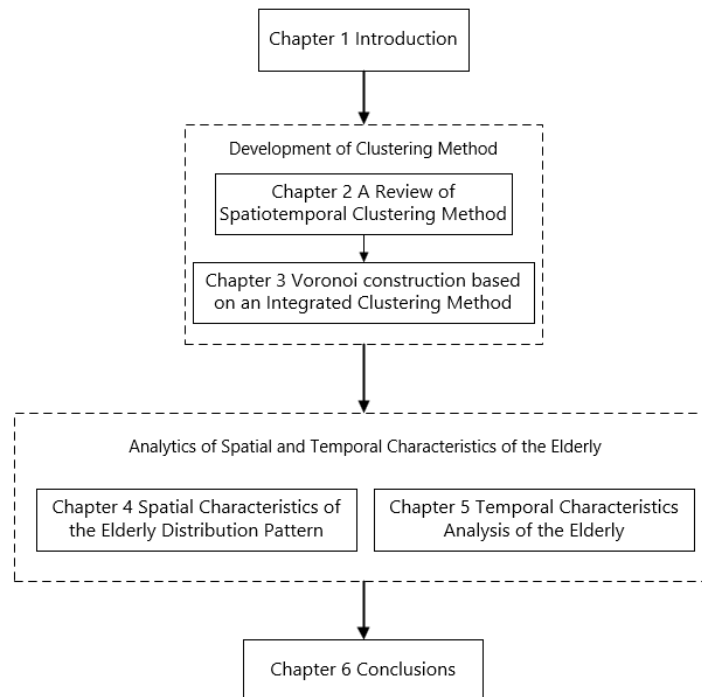 Chapter 1 Introduction
Development of Clustering Method
Chapter 2 A Review of
Spatiotemporal Clustering Method
Chapter 3 Voronoi construction based
on an Integrated Clustering Method
Analytics of Spatial and Temporal Characteristics of the Elderly
Chapter 4 Spatial Characteristics of
the Elderly Distribution Pattern
Chapter 5 Temporal Characteristics
Analysis of the Elderly
Chapter 6 Conclusions